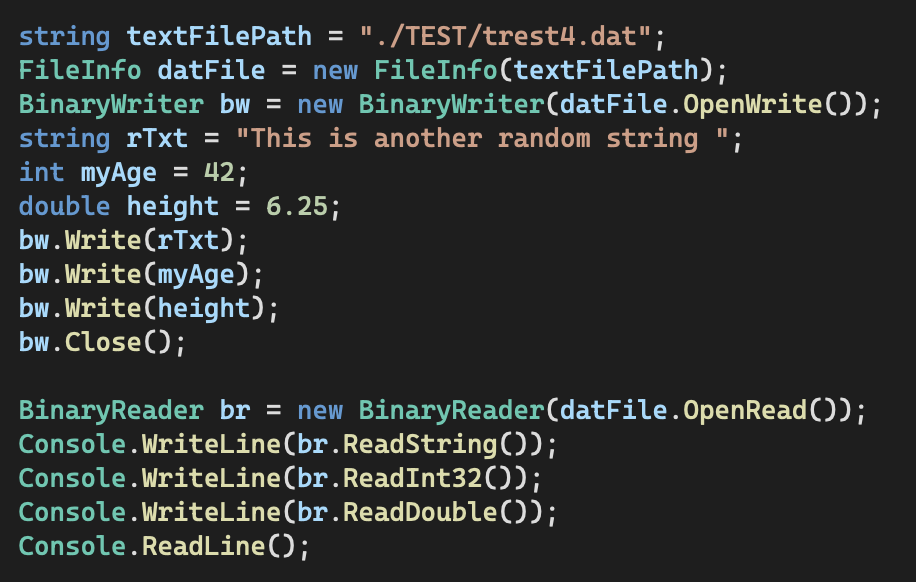 string textFilePath = "./TEST/trest4.dat";
FileInfo datFile = new FileInfo(textFilePath);
BinaryWriter bw = new BinaryWriter(datFile.OpenWrite());
string rTxt = "This is another random string ";
int myAge = 42;
double height = 6.25;
bw.Write(rTxt);
bw.Write(myAge);
bw.Write(height);
bw.Close();

BinaryReader br = new BinaryReader(datFile.OpenRead());
Console.WriteLine(br.ReadString());
Console.WriteLine(br.ReadInt32());
Console.WriteLine(br.ReadDouble());
Console.ReadLine();